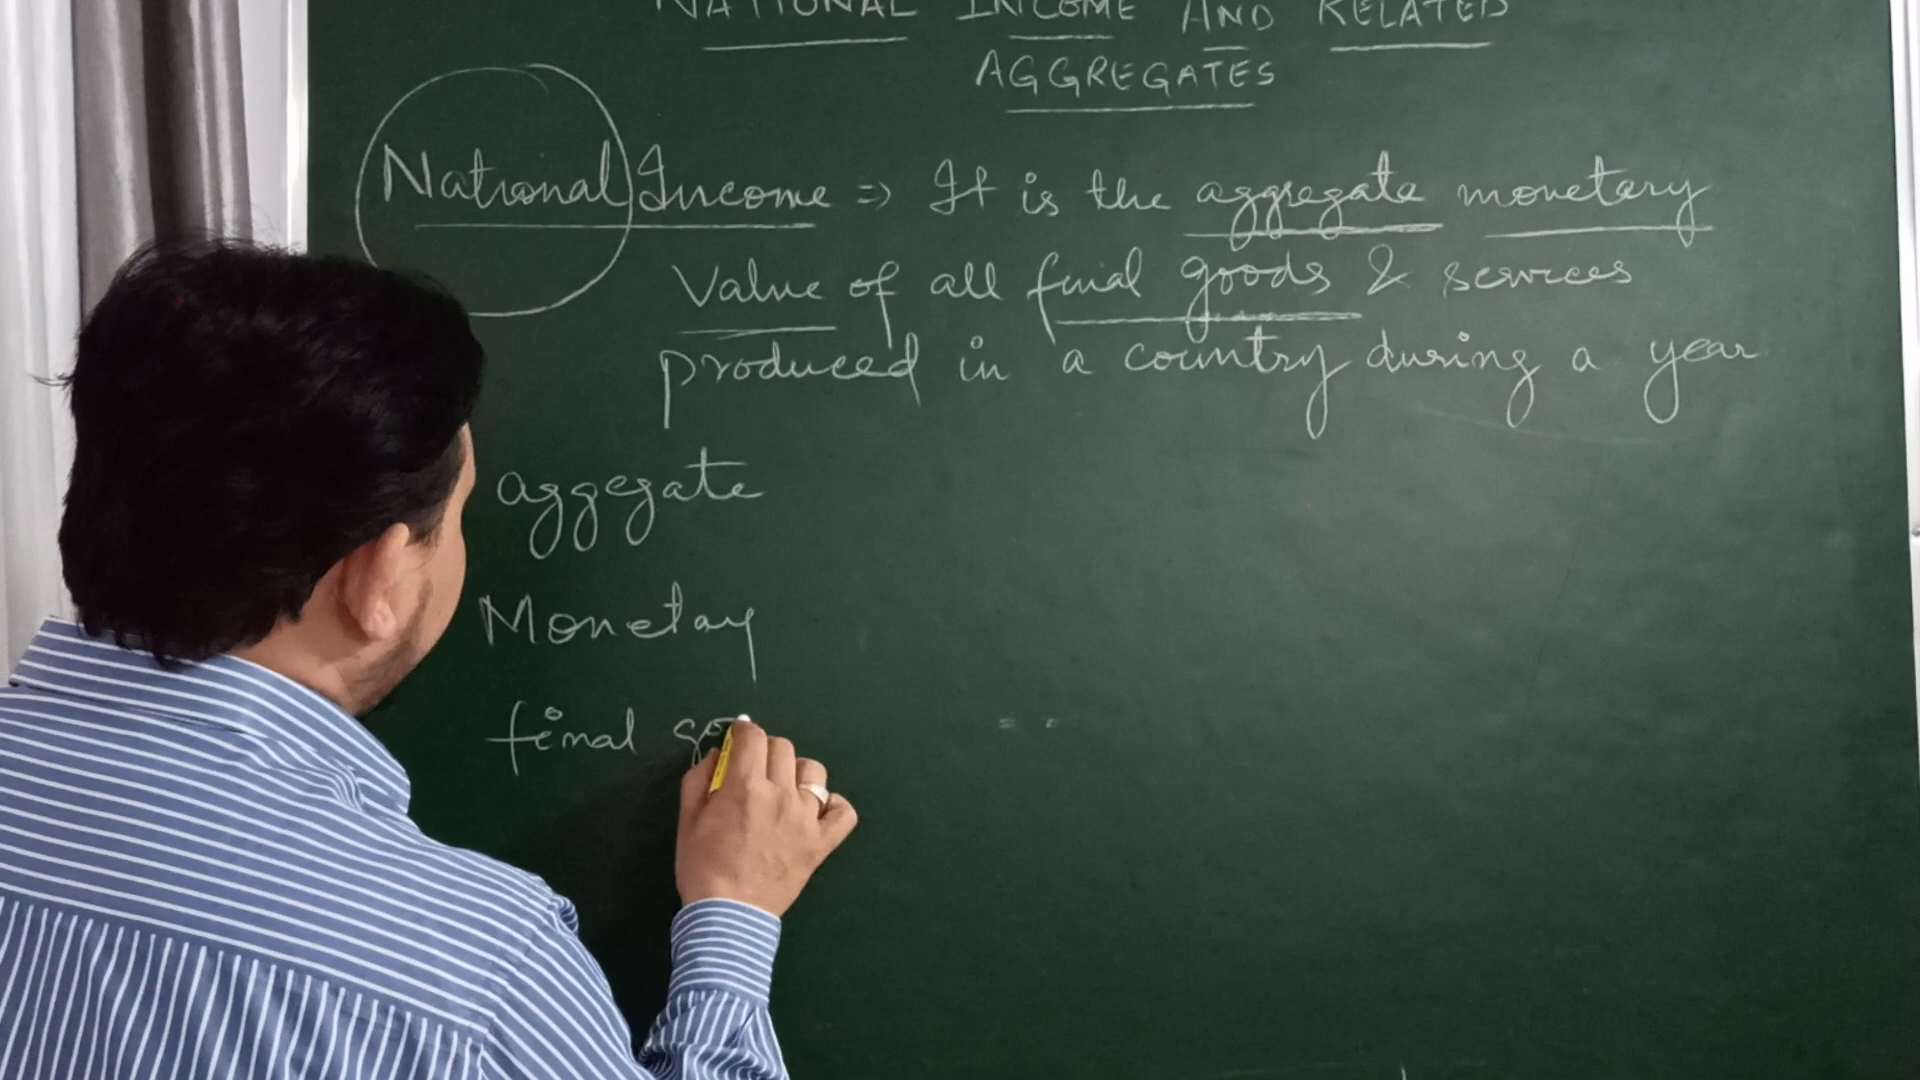 NATIONAL INCOME AND RELATED
AGGREGATES
National Income => It is the aggregate monetary
Value of all final goods & services
produced in a country during a year
aggegate
Monetay
final go